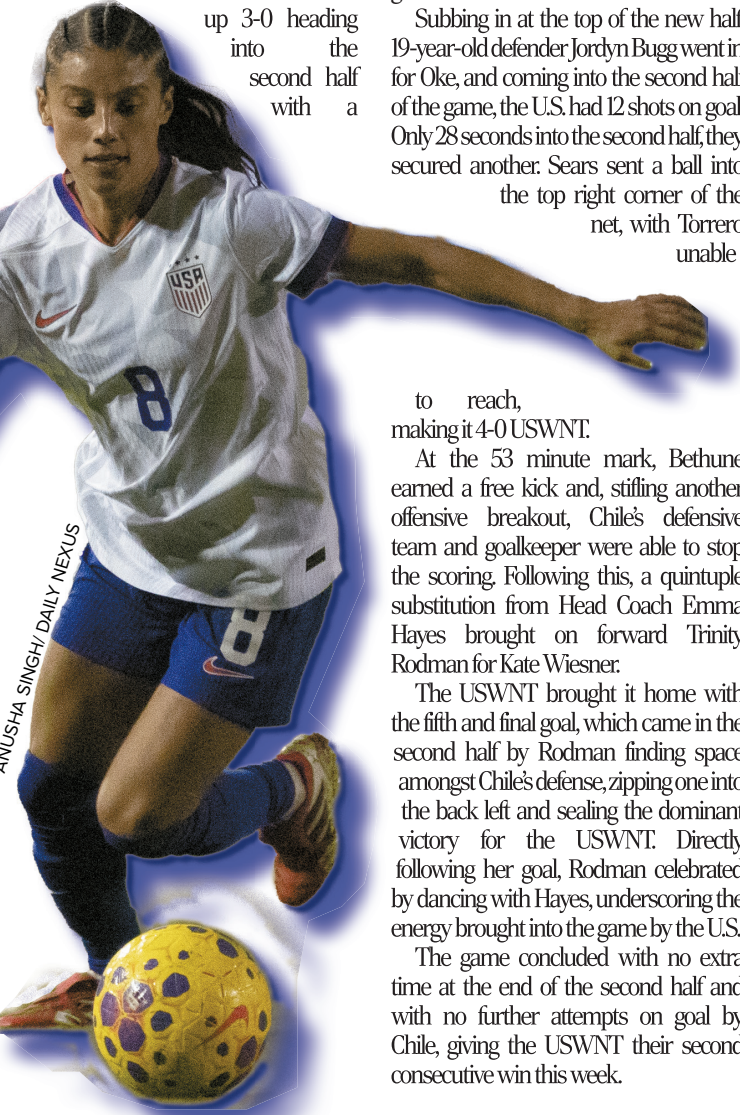 up 3-0 heading
into the
second half
with a
USA
8
8
ANUSHA SINGH/ DAILY NEXUS
Subbing in at the top of the new half
19-year-old defender Jordyn Bugg went in
for Oke, and coming into the second half
of the game, the U.S. had 12 shots on goal
Only 28 seconds into the second half, they
secured another. Sears sent a ball into
the top right corner of the
net, with Torrero
unable
to reach,
making it 4-0 USWNT.
At the 53 minute mark, Bethune
earned a free kick and, stifling another
offensive breakout, Chile's defensive
team and goalkeeper were able to stop
the scoring. Following this, a quintuple
substitution from Head Coach Emma
Hayes brought on forward Trinity
Rodman for Kate Wiesner.
The USWNT brought it home with
the fifth and final goal, which came in the
second half by Rodman finding space
amongst Chile's defense, zipping one into
the back left and sealing the dominant
victory for the USWNT. Directly
following her goal, Rodman celebrated
by dancing with Hayes, underscoring the
energy brought into the game by the U.S.
The game concluded with no extra
time at the end of the second half and
with no further attempts on goal by
Chile, giving the USWNT their second
consecutive win this week.